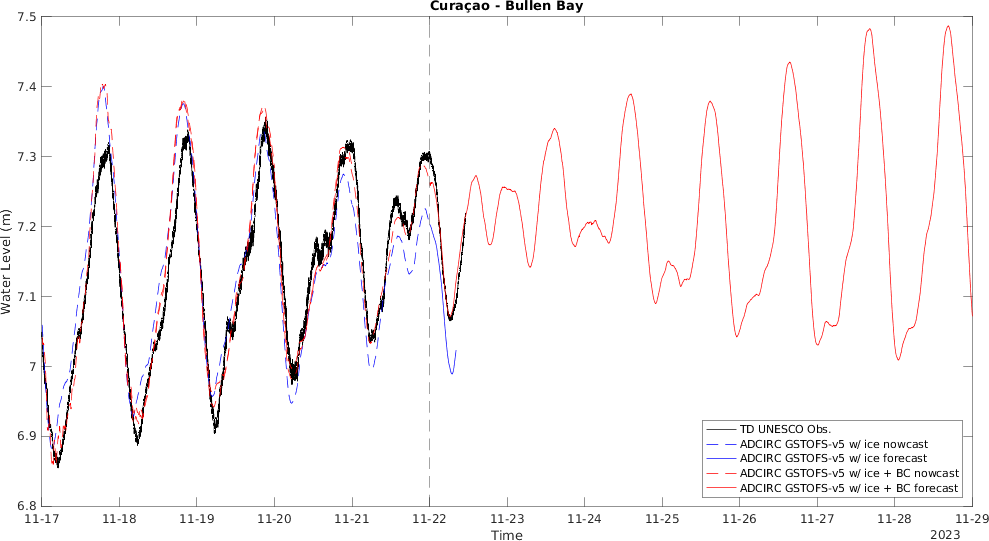 Curaçao - Bullen Bay
7.5
7.4
7.3
7.2
7.1
7
6.9
6.8
Water Level (m)
11-17
11-18
11-19
11-20
11-21
11-22
11-23
11-24
11-25
11-26
11-27
11-28
11-29
Time
2023
TD UNESCO Obs.
ADCIRC GSTOFS-v5 w/ ice nowcast
ADCIRC GSTOFS-v5 w/ ice forecast
ADCIRC GSTOFS-v5 w/ ice + BC nowcast
ADCIRC GSTOFS-v5 w/ ice + BC forecast